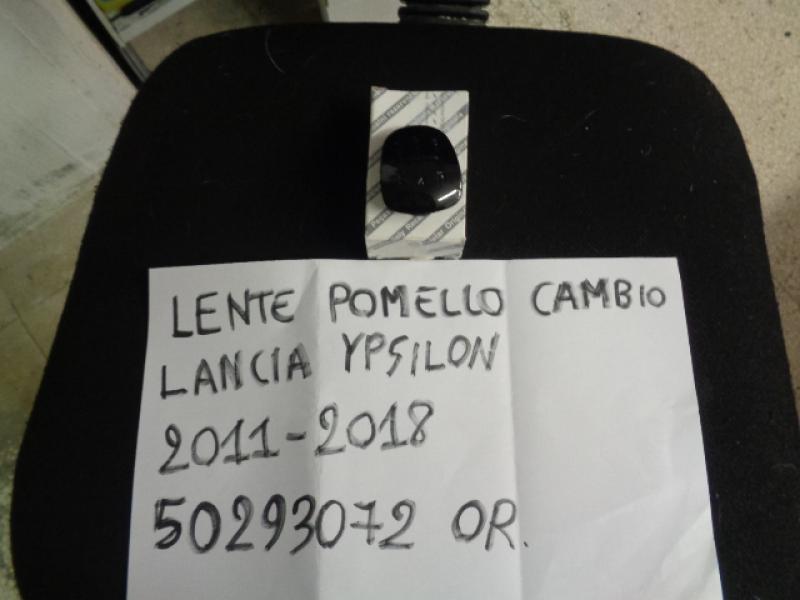 LENTE POMELLO CAMBIO
LANCIA YPSILON
2011-2018
50293072 OR.